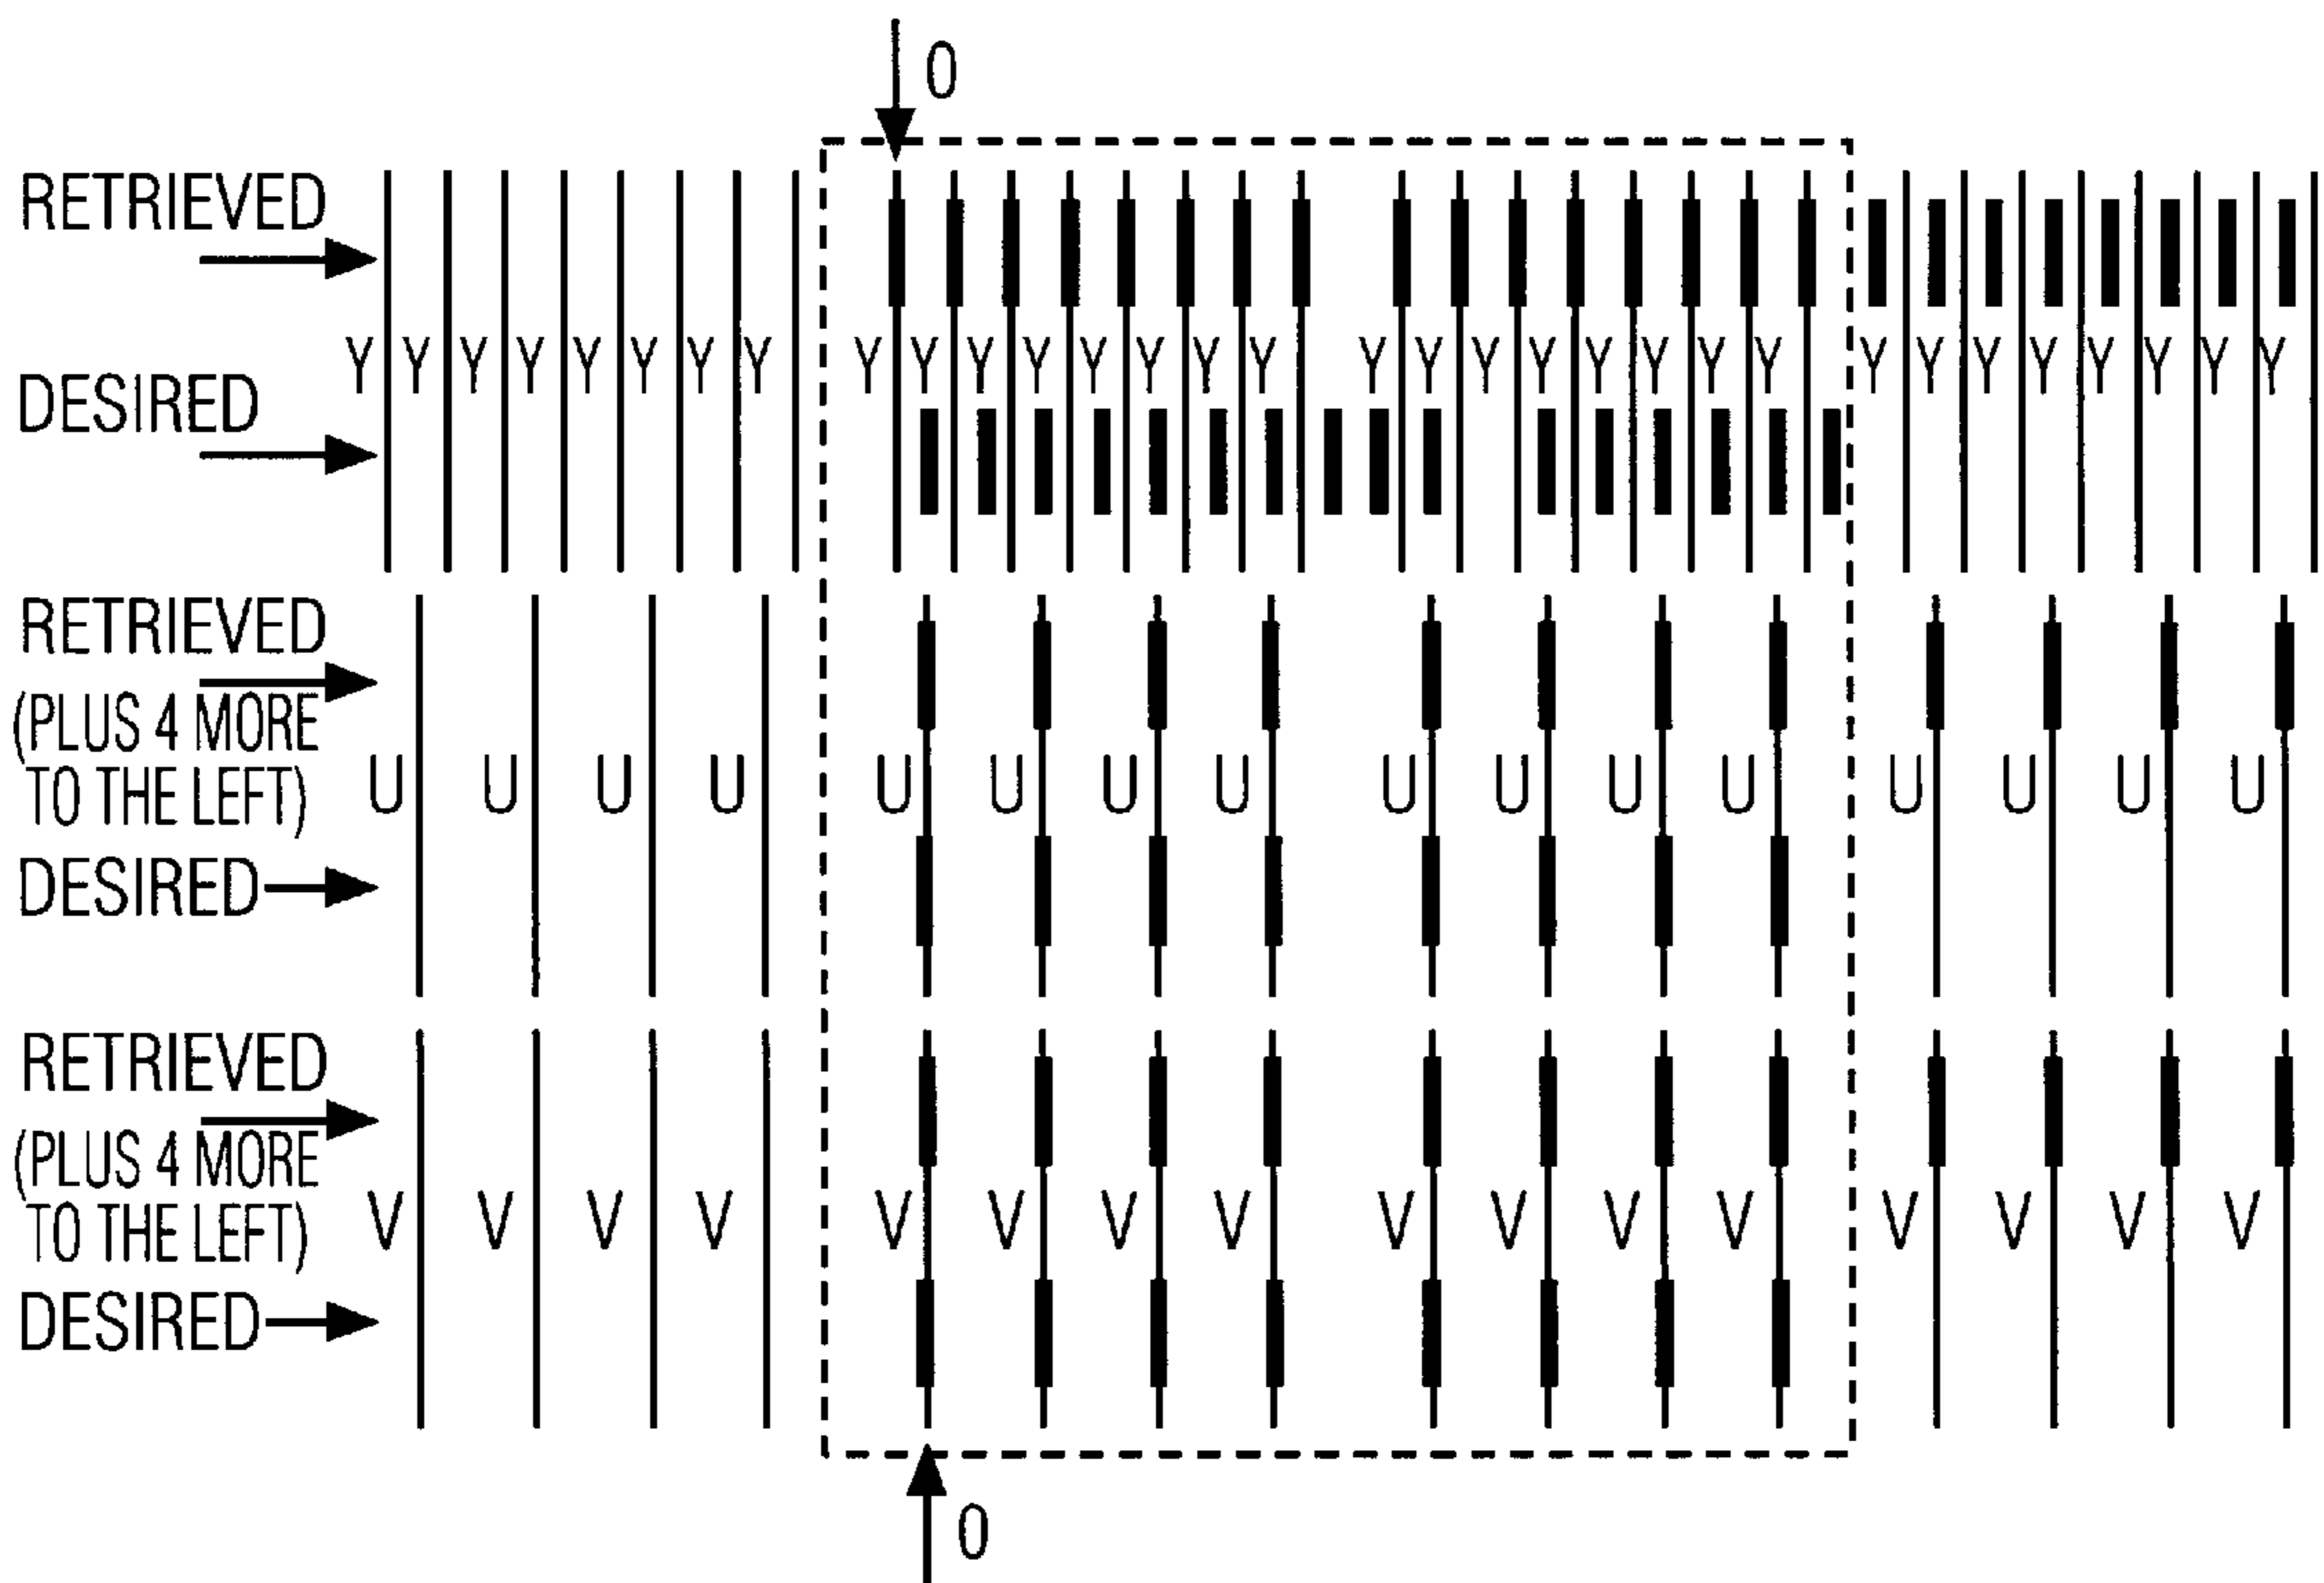 0
RETRIEVED
Y Y Y Y Y Y Y Y Y Y Y Y Y Y Y Y Y Y Y Y Y Y Y Y Y Y Y Y Y Y Y Y
DESIRED
RETRIEVED
(PLUS 4 MORE
TO THE LEFT)
U U U U U U U U U U U U U U U U
DESIRED
RETRIEVED
(PLUS 4 MORE
TO THE LEFT)
V V V V V V V V V V V V V V V V
DESIRED
0